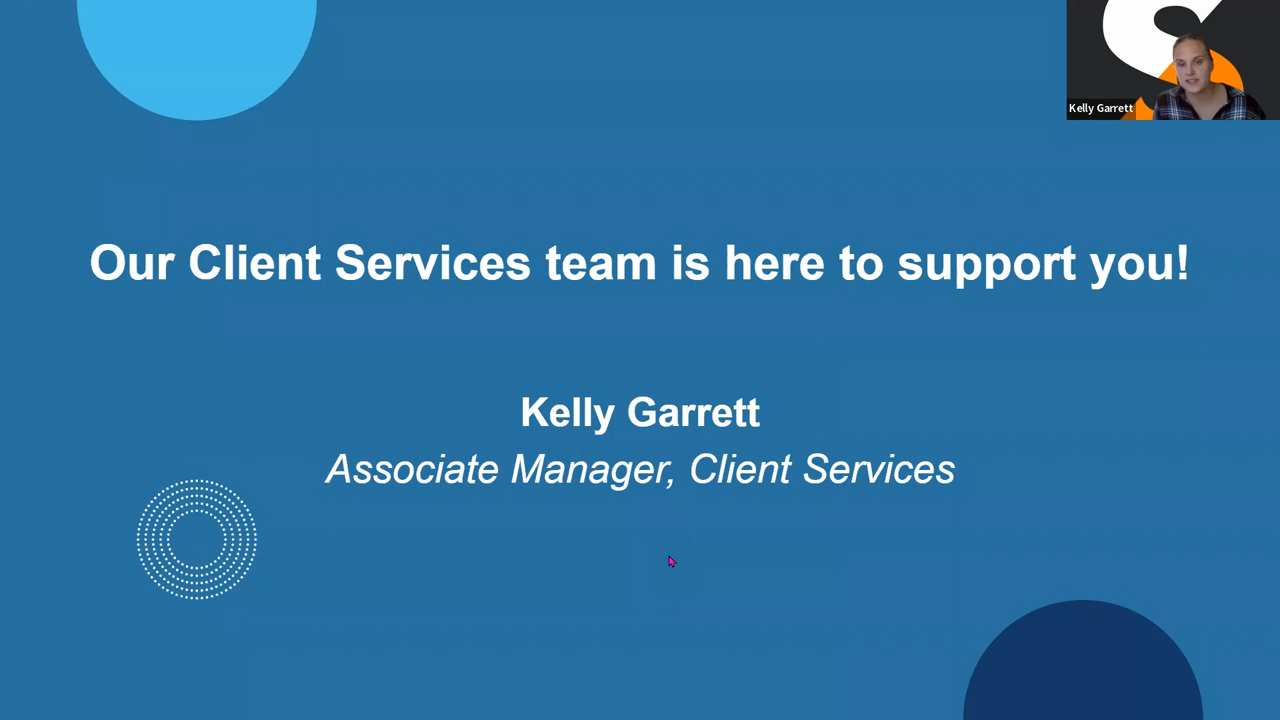 Kelly Garrett
Our Client Services team is here to support you!
Kelly Garrett
Associate Manager, Client Services